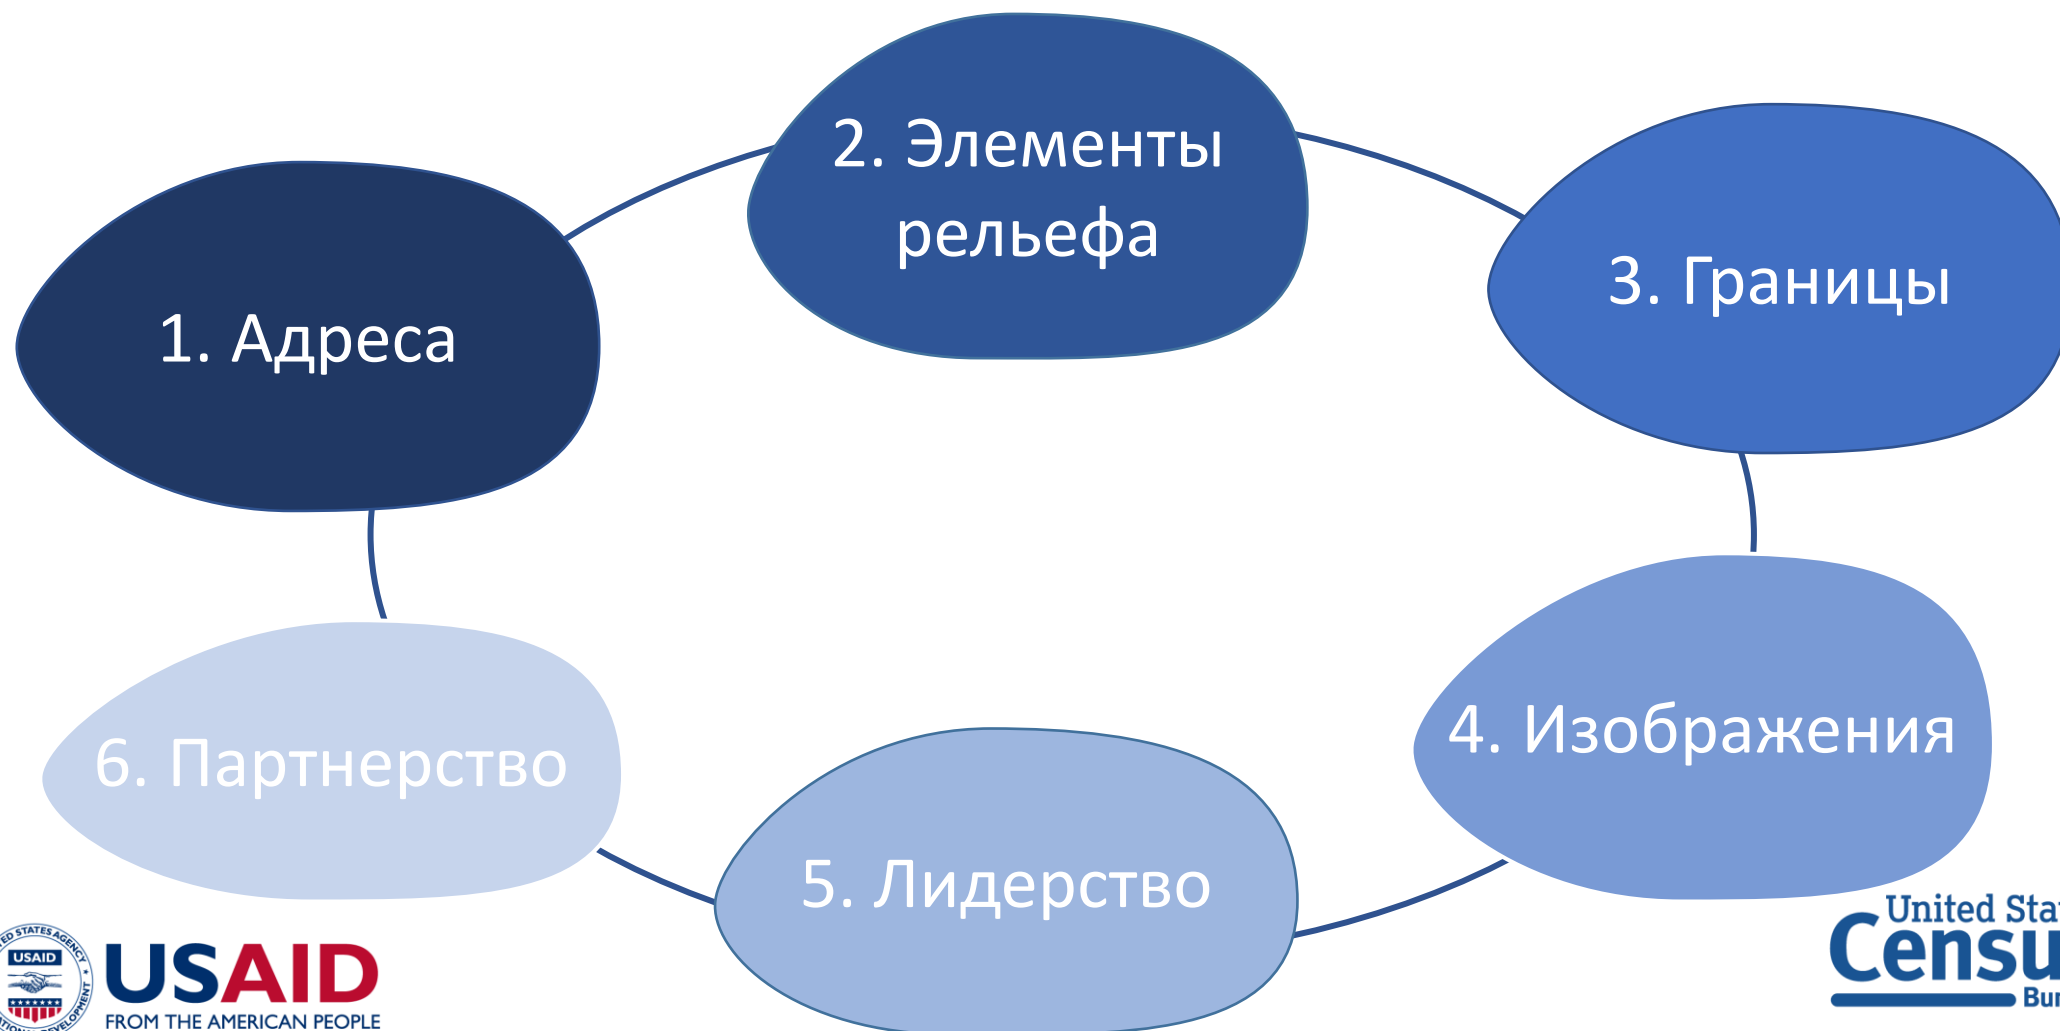 1. Адреса
2. Элементы
рельефа
3. Границы
4. Изображения
5. Лидерство
6. Партнерство
USAID
USAID
FROM THE AMERICAN PEOPLE
United